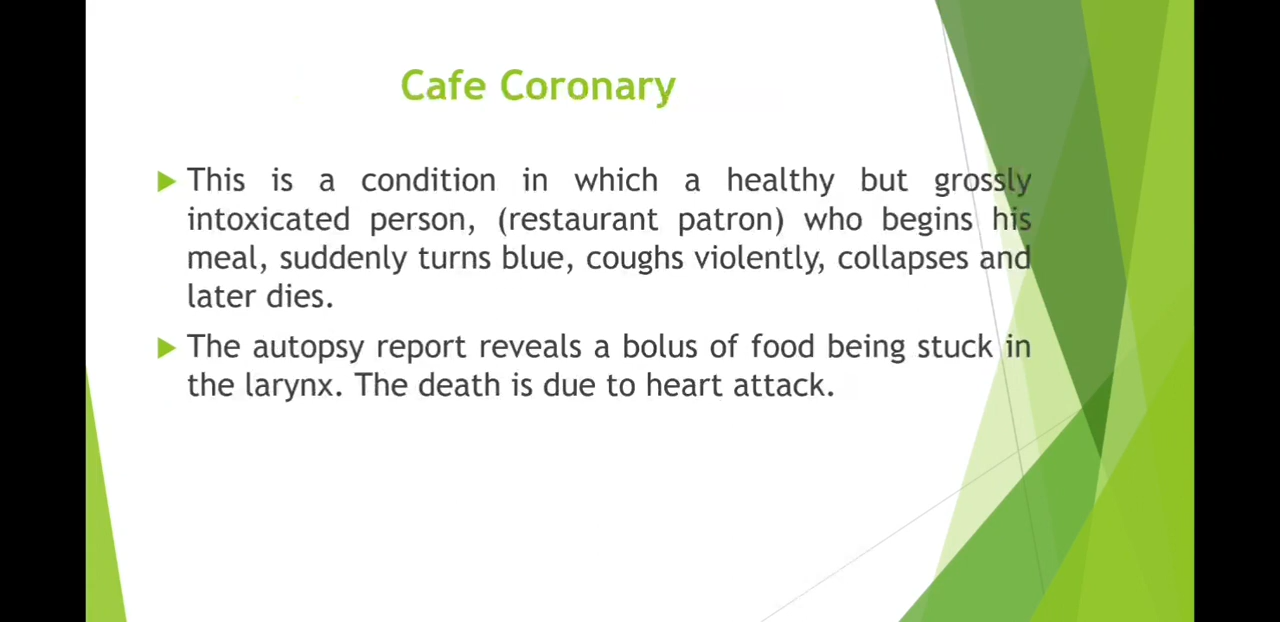 Cafe Coronary
This is a condition in which a healthy but grossly
intoxicated person, (restaurant patron) who begins his
meal, suddenly turns blue, coughs violently, collapses and
later dies.
The autopsy report reveals a bolus of food being stuck in
the larynx. The death is due to heart attack.